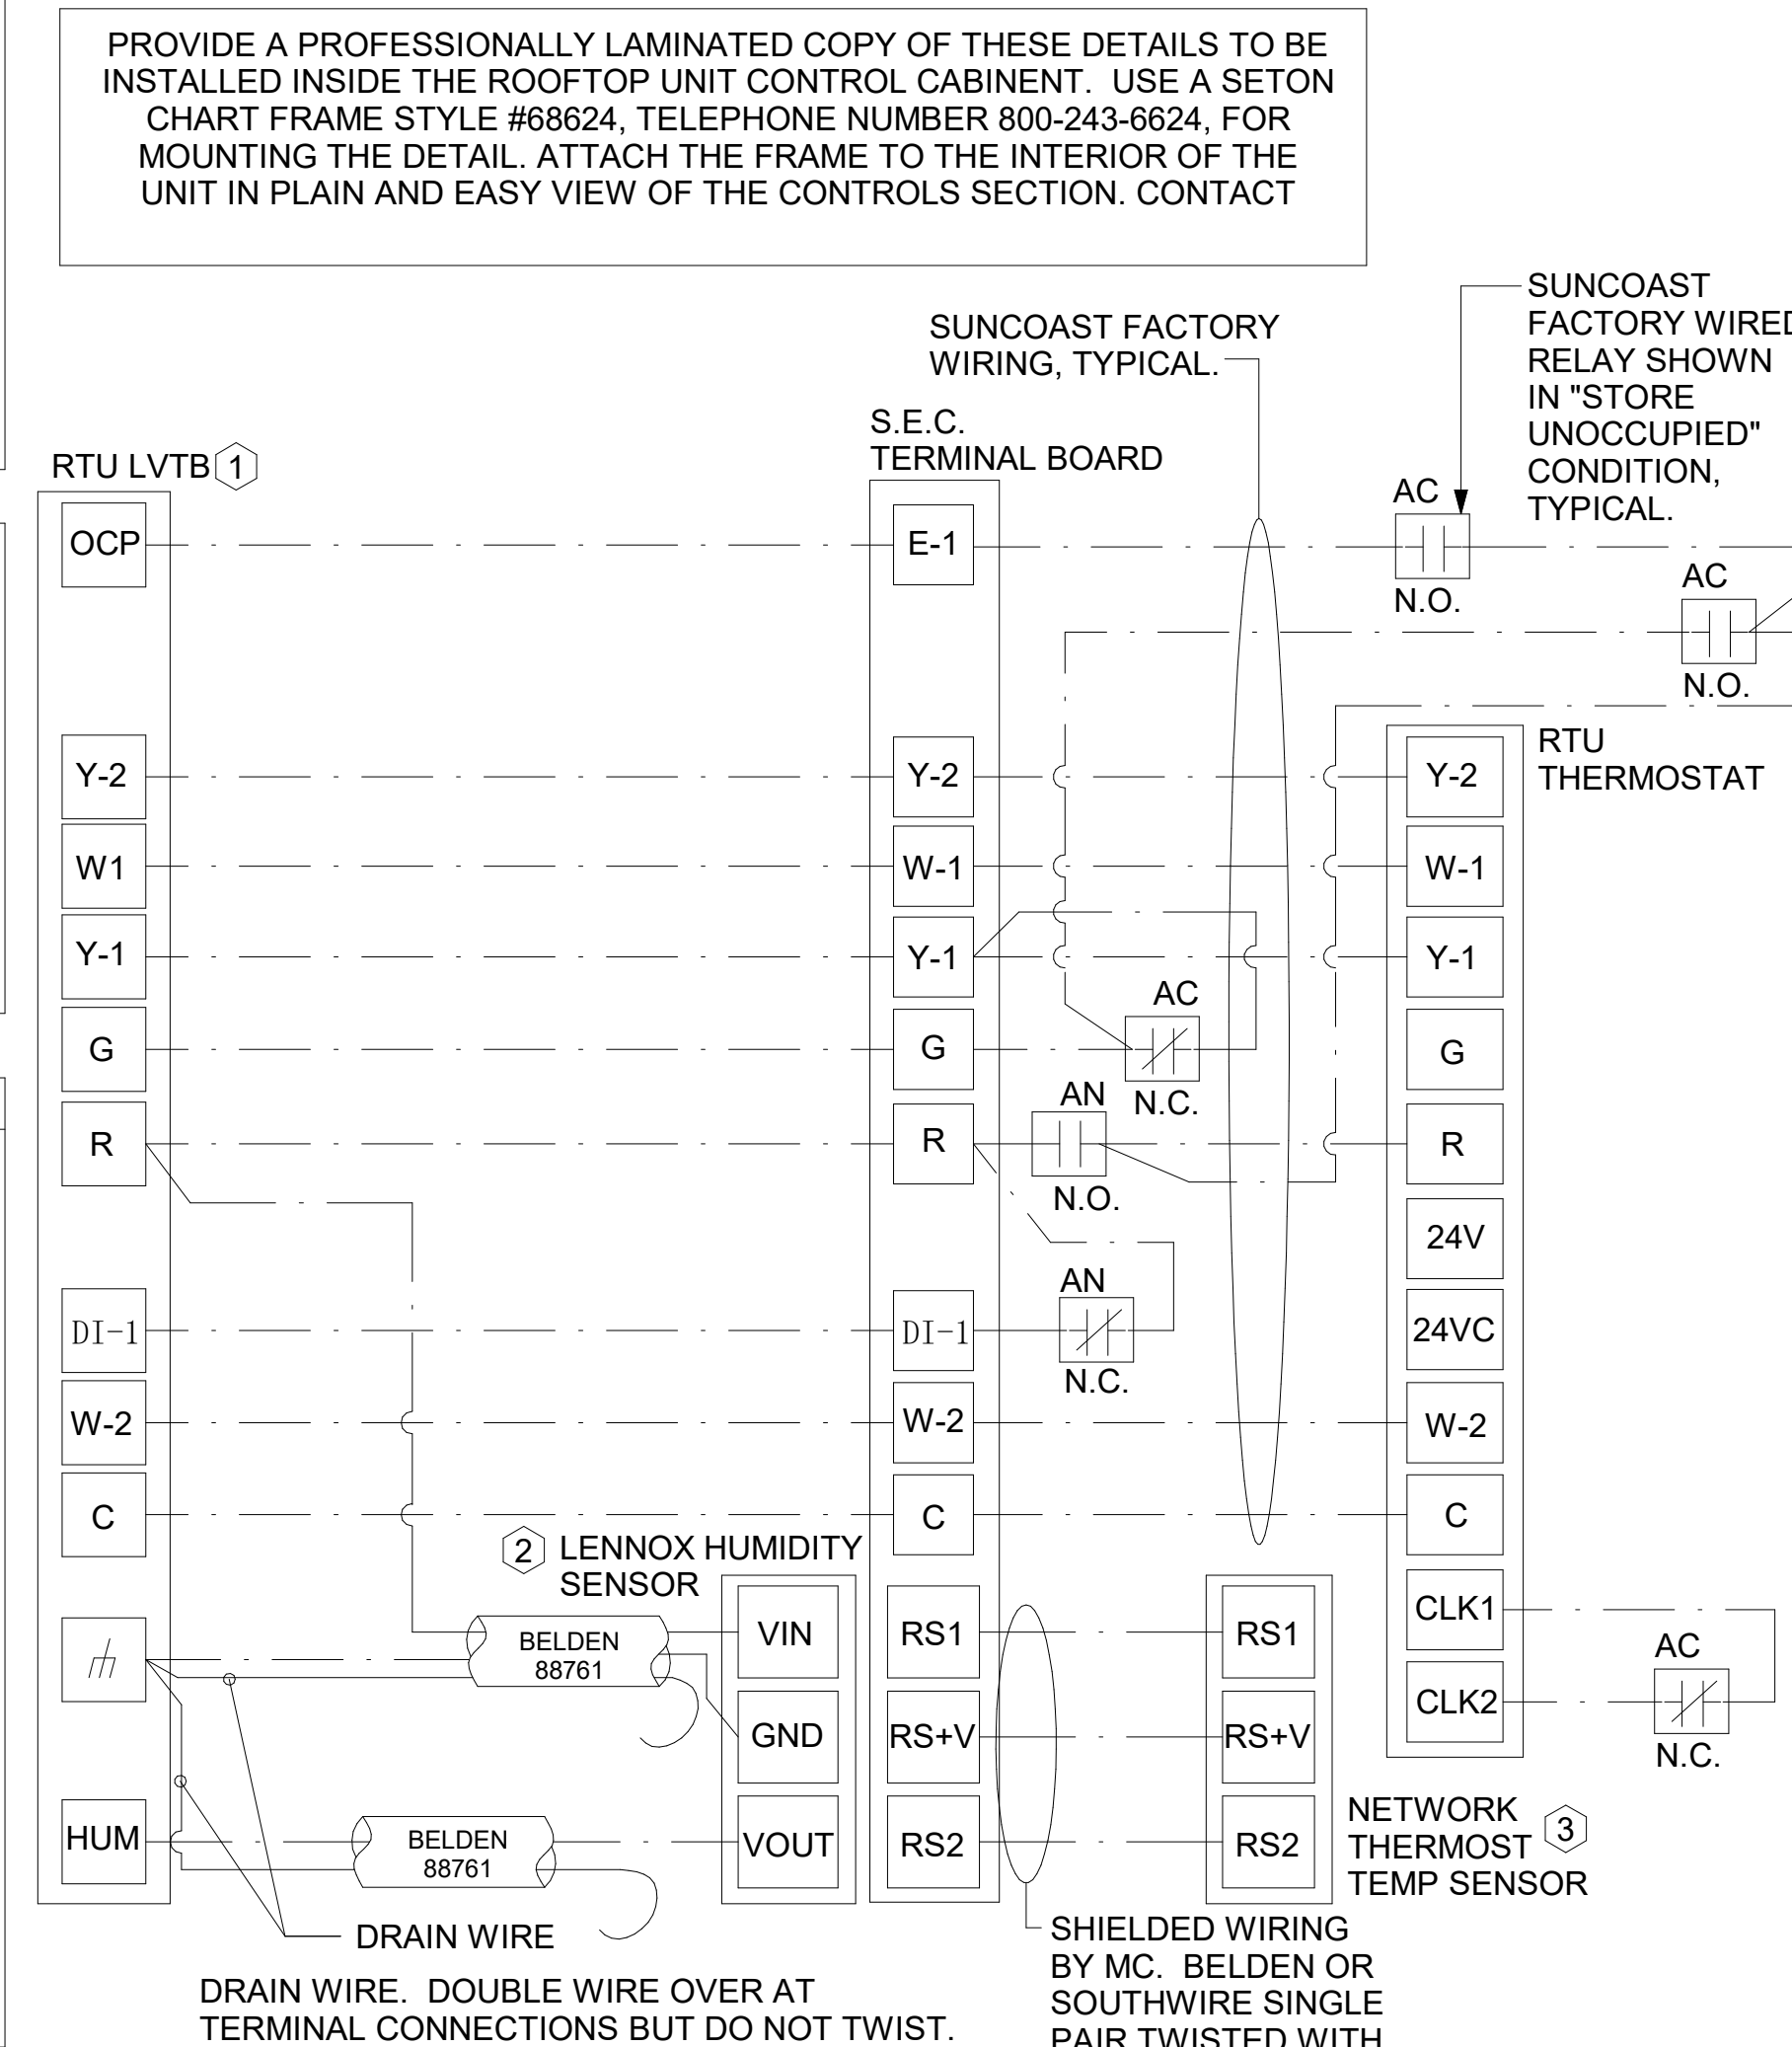 PROVIDE A PROFESSIONALLY LAMINATED COPY OF THESE DETAILS TO BE
INSTALLED INSIDE THE ROOFTOP UNIT CONTROL CABINENT. USE A SETON
CHART FRAME STYLE #68624, TELEPHONE NUMBER 800-243-6624, FOR
MOUNTING THE DETAIL. ATTACH THE FRAME TO THE INTERIOR OF THE
UNIT IN PLAIN AND EASY VIEW OF THE CONTROLS SECTION. CONTACT
SUNCOAST
FACTORY WIRED
RELAY SHOWN
IN "STORE
UNOCCUPIED"
CONDITION,
TYPICAL.
SUNCOAST FACTORY
WIRING, TYPICAL.
S.E.C.
TERMINAL BOARD
RTU LVTB 1
OCP
Y-2
W1
Y-1
G
R
DI-1
W-2
C
HUM
E-1
Y-2
W-1
Y-1
G
R
DI-1
W-2
C
RS1
RS+V
RS2
AC
N.O.
AC
N.O.
AC
N.C.
AN
N.O.
AN
N.C.
RTU
THERMOSTAT
Y-2
W-1
Y-1
G
R
24V
24VC
W-2
C
CLK1
CLK2
AC
N.C.
2 LENNOX HUMIDITY
SENSOR
VIN
GND
VOUT
BELDEN
88761
BELDEN
88761
RS1
RS+V
RS2
NETWORK
THERMOST 3
TEMP SENSOR
DRAIN WIRE
DRAIN WIRE. DOUBLE WIRE OVER AT
TERMINAL CONNECTIONS BUT DO NOT TWIST.
SHIELDED WIRING
BY MC. BELDEN OR
SOUTHWIRE SINGLE
PAIR TWISTED WITH